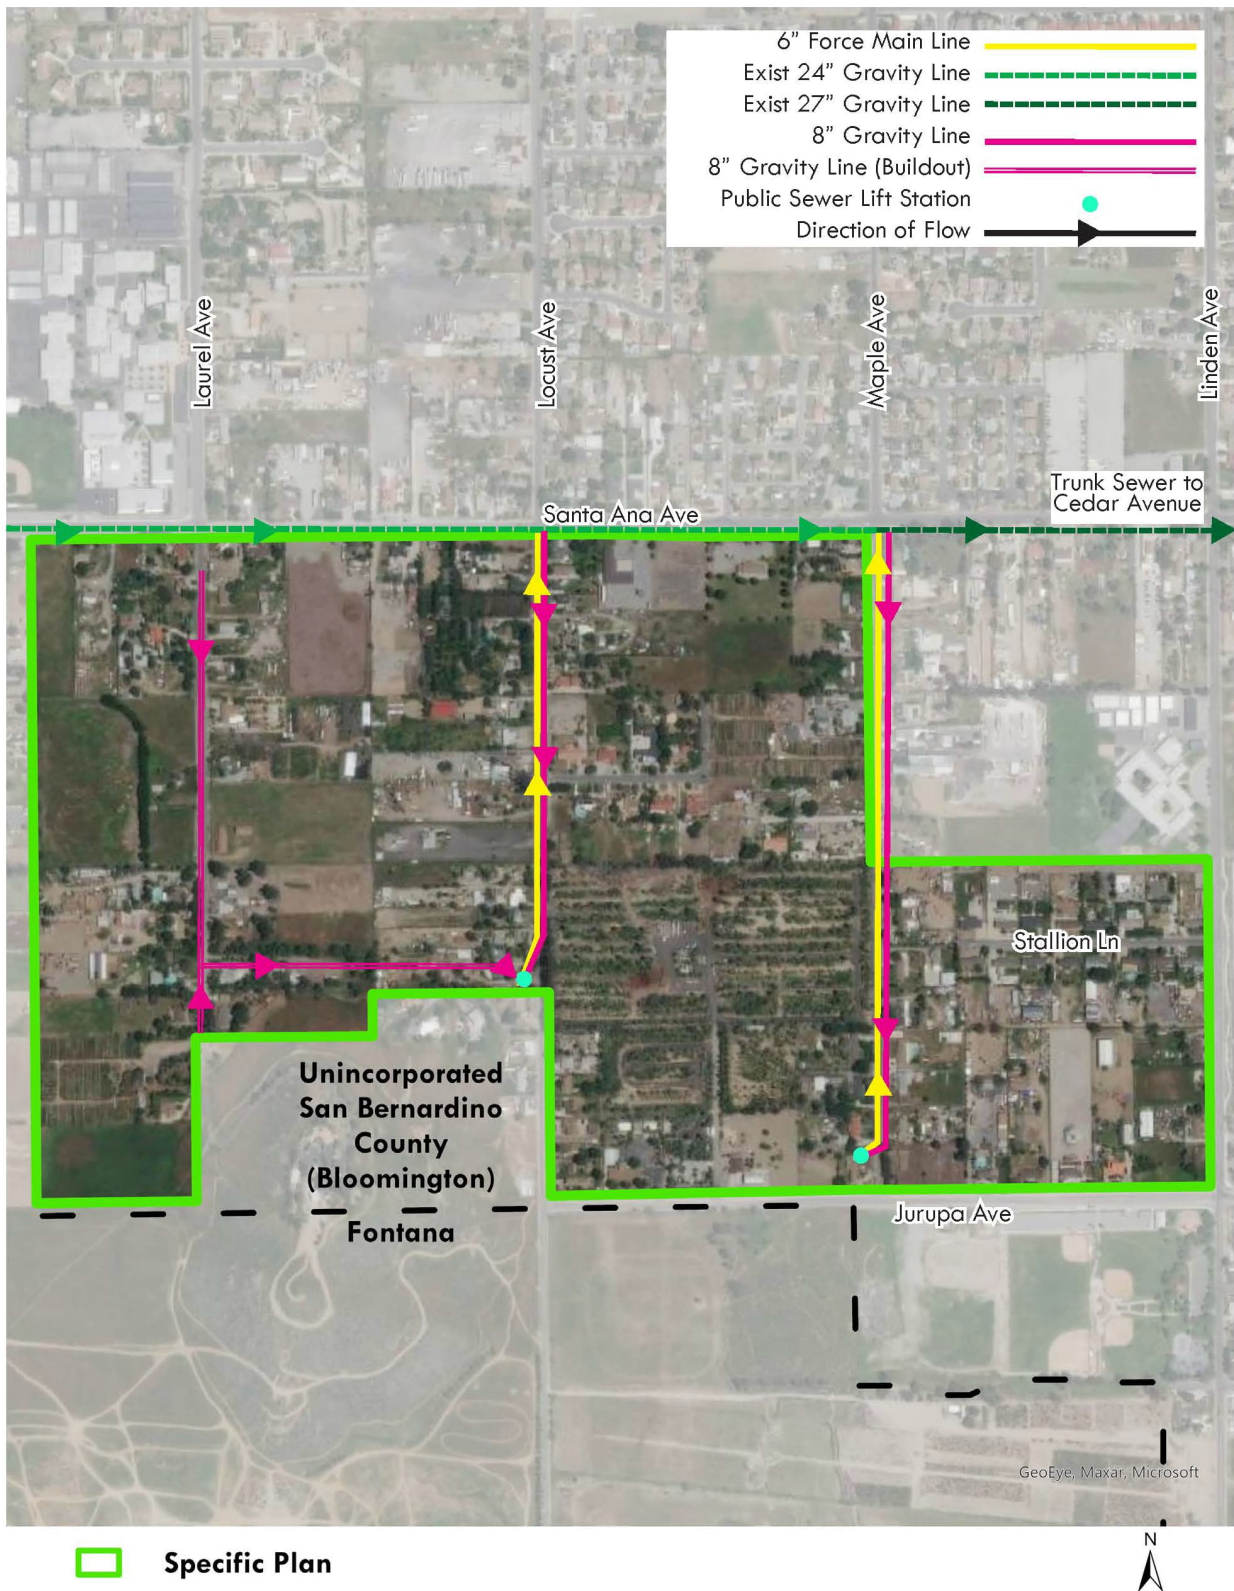 6” Force Main Line
Exist 24” Gravity Line
Exist 27” Gravity Line
8” Gravity Line
8” Gravity Line (Buildout)
Public Sewer Lift Station
Direction of Flow
Laurel Ave
Locust Ave
Maple Ave
Linden Ave
Trunk Sewer to
Cedar Avenue
Santa Ana Ave
Stallion Ln
Unincorporated
San Bernardino
County
(Bloomington)
Fontana
Jurupa Ave
GeoEye, Maxar, Microsoft
Specific Plan
N